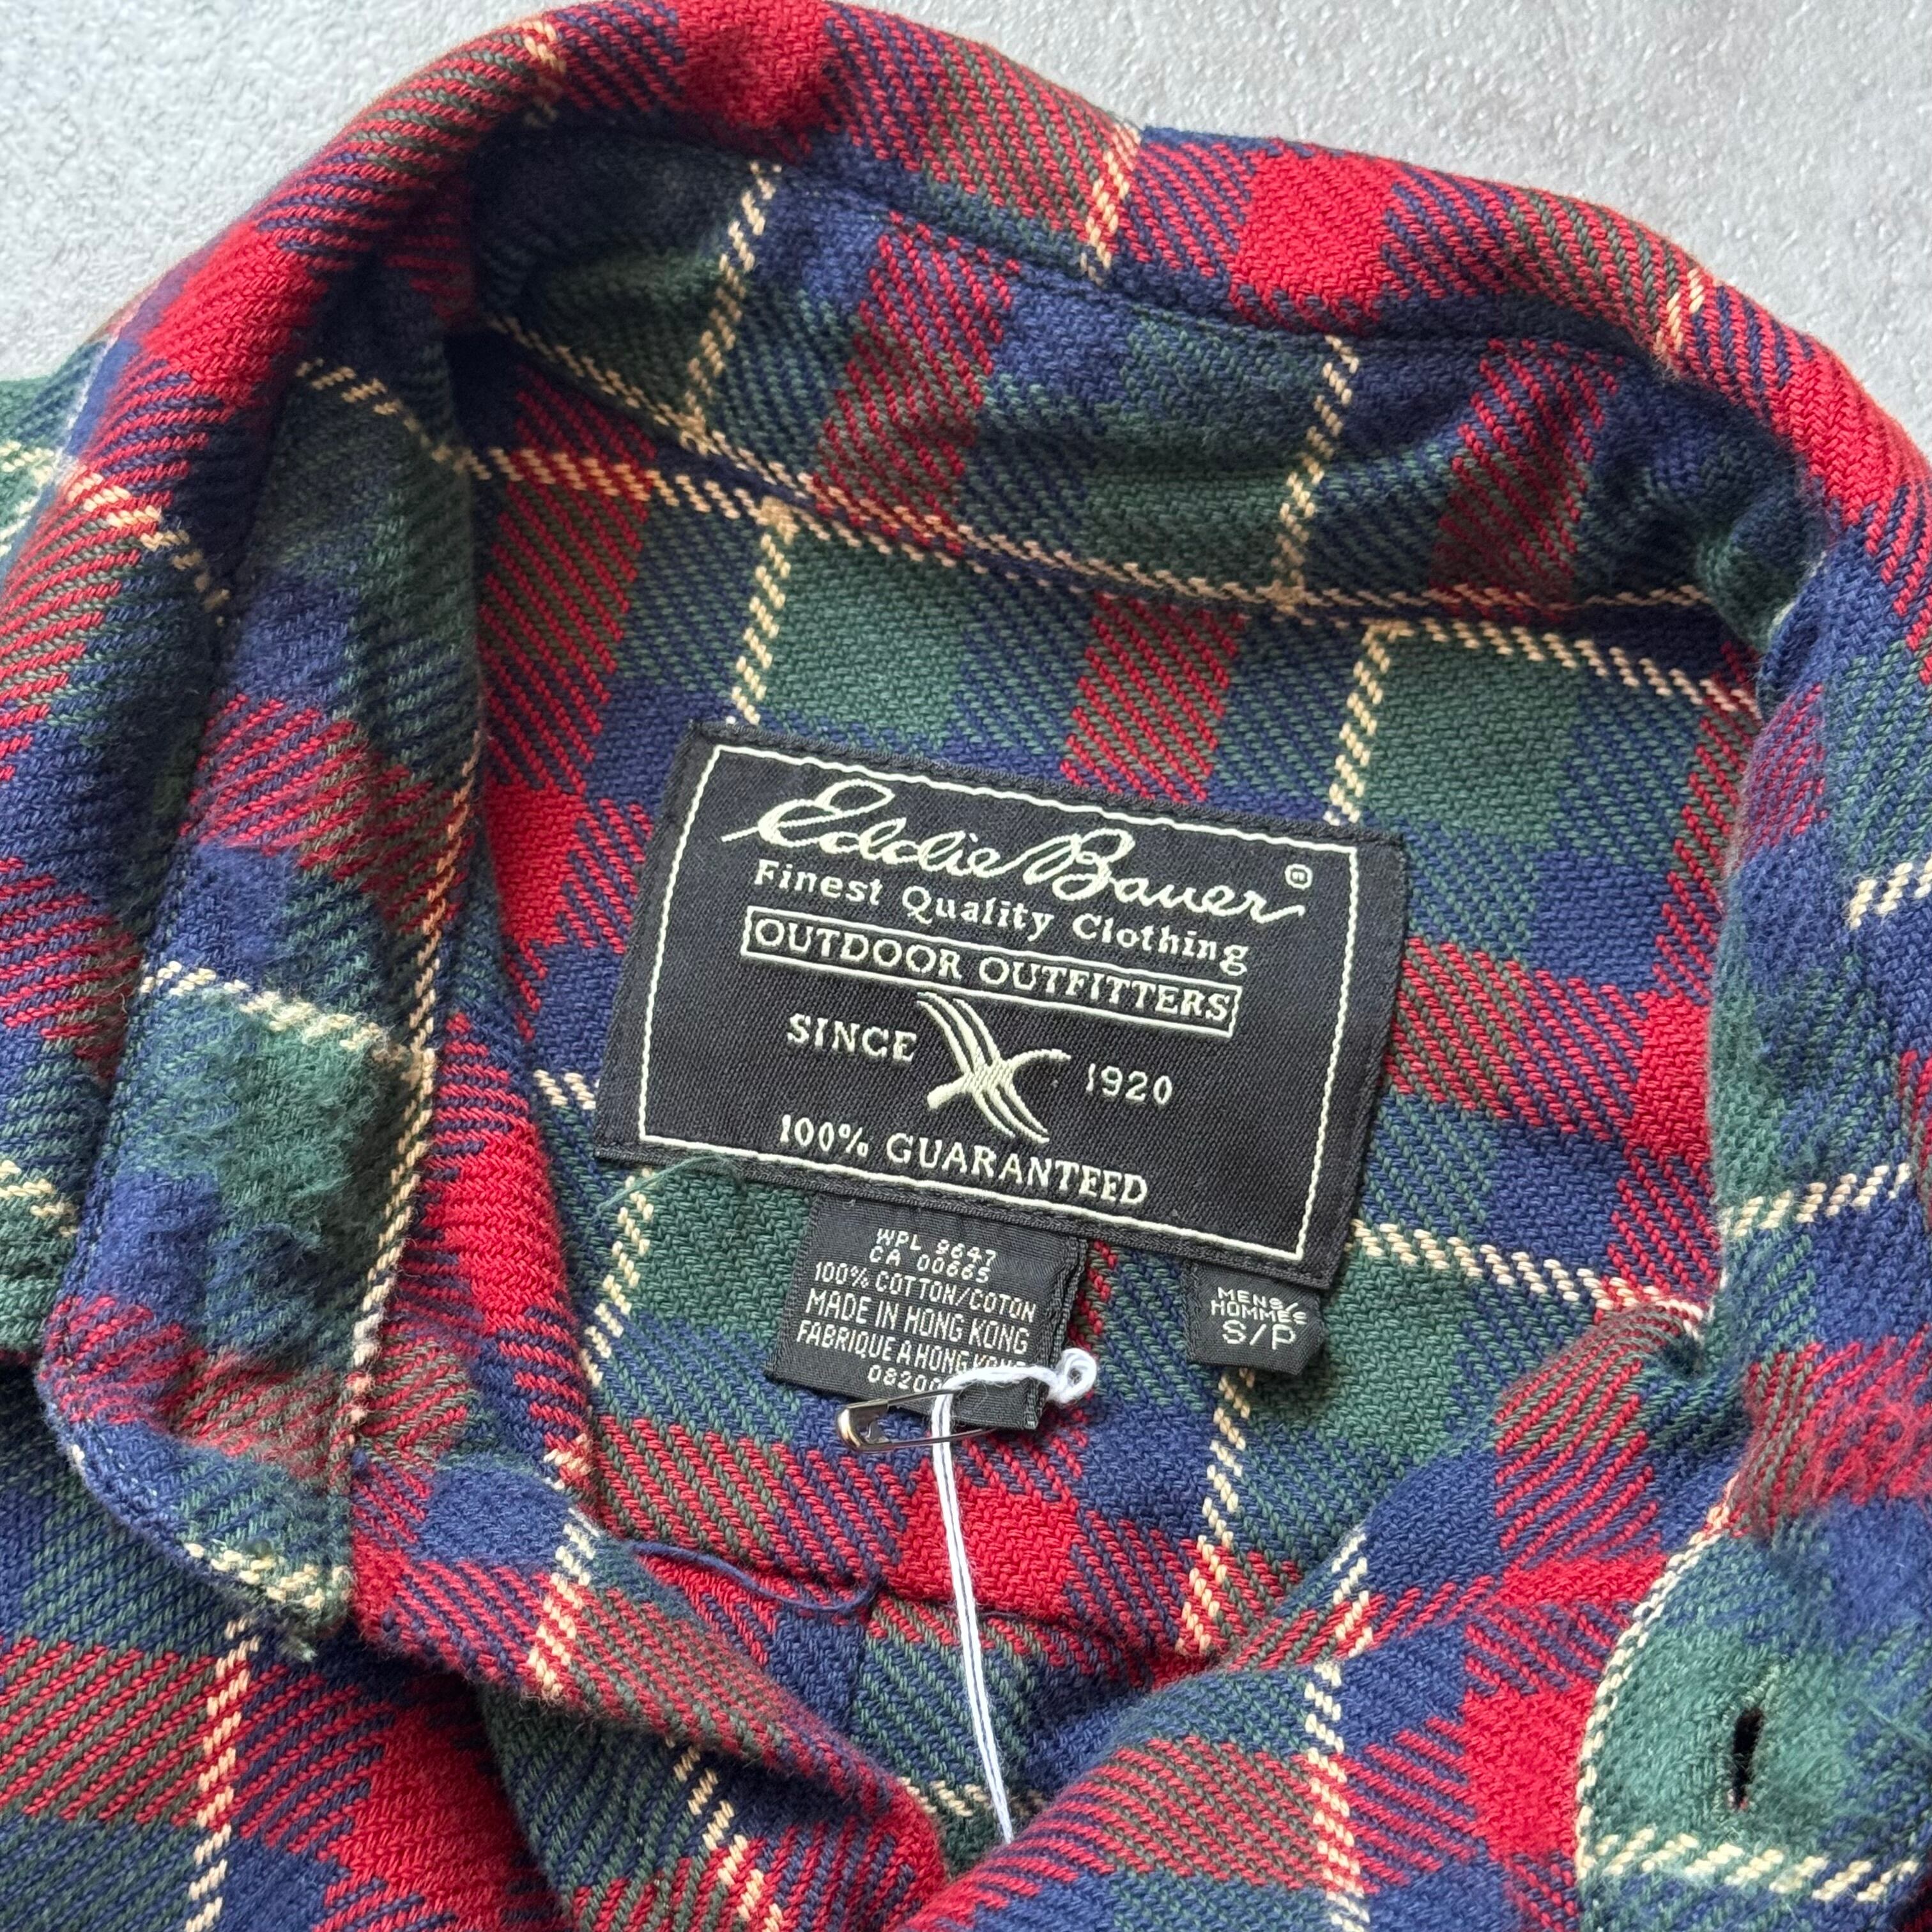 Eddie Bauer®
Finest Quality Clothing
OUTDOOR OUTFITTERS
SINCE 1920
100% GUARANTEED
WPL 9647
CA 00665
100% COTTON/COTON
MADE IN HONG KONG
FABRIQUE A HONG KONG
MENS/
HOMMES
S/P